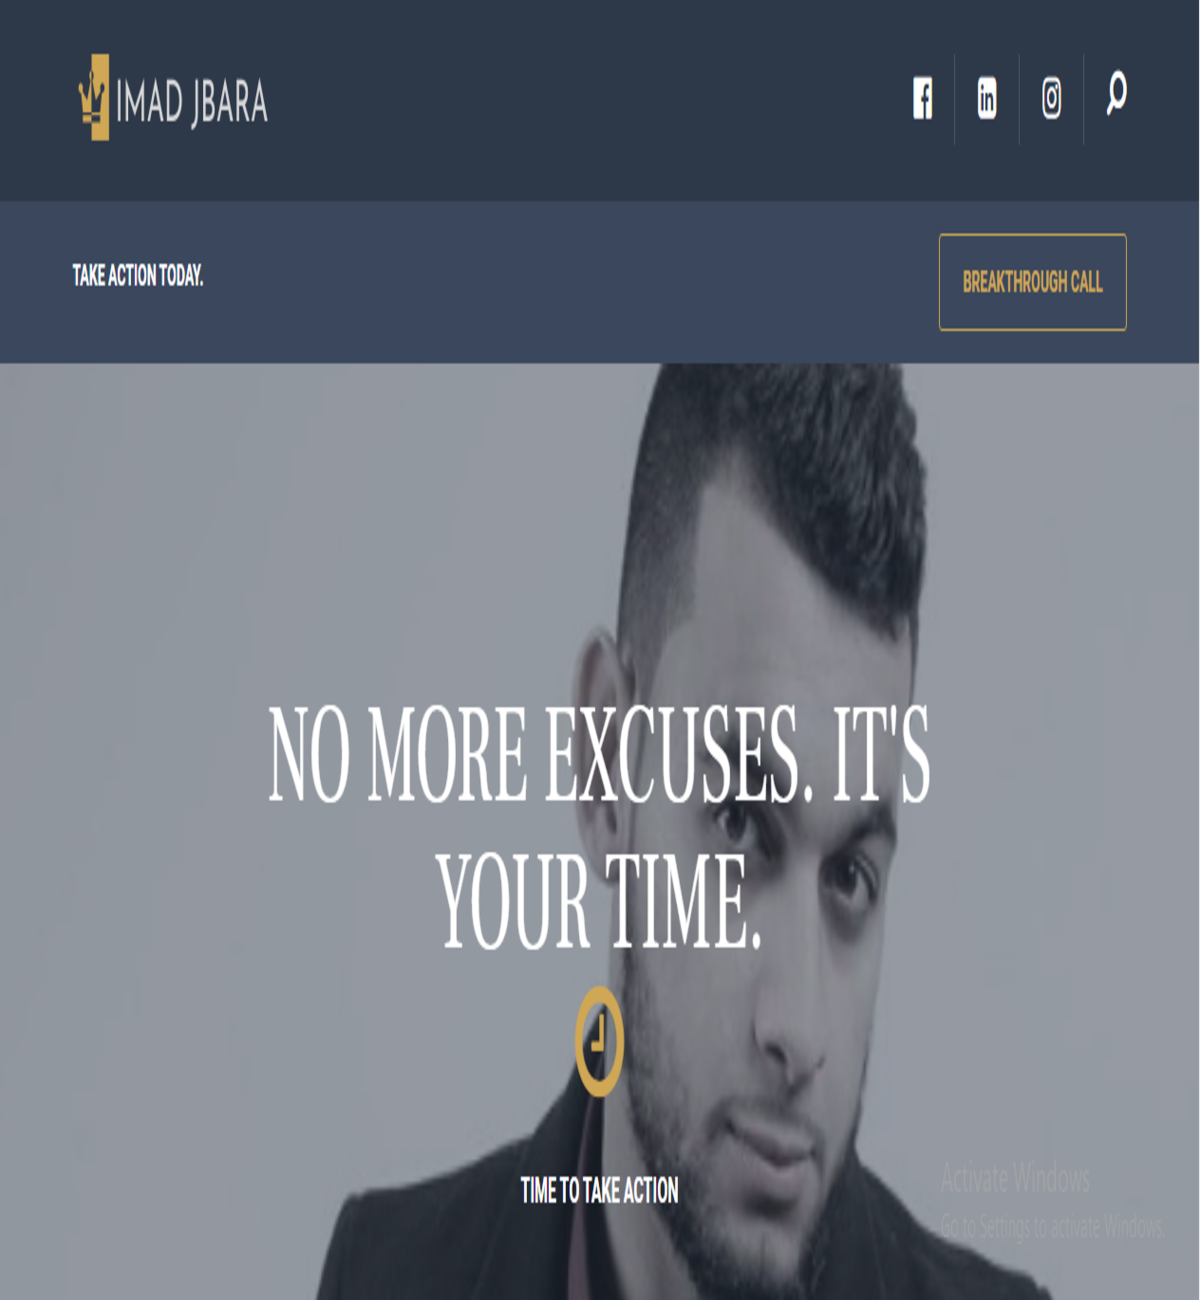 IMAD JBARA
TAKE ACTION TODAY.
BREAKTHROUGH CALL
NO MORE EXCUSES. IT'S
YOUR TIME.
TIME TO TAKE ACTION
Activate Windows
Go to Settings to activate Windows.